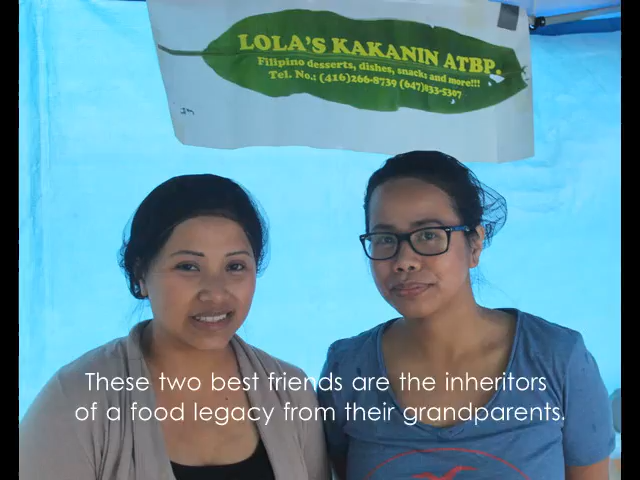 LOLA'S KAKANIN ATBP.
Filipino desserts, dishes, snacks and more!!!
Tel. No.: (416)266-8739 (647)833-5307
These two best friends are the inheritors
of a food legacy from their grandparents.